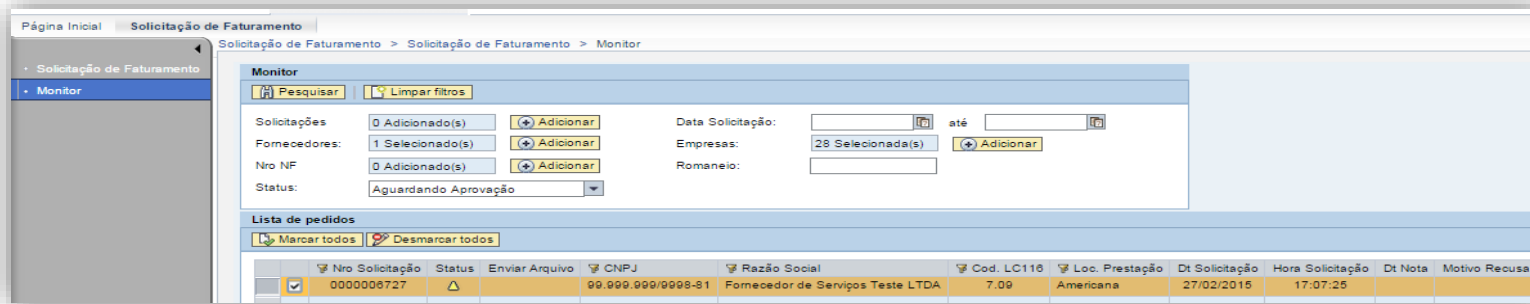 Página Inicial Solicitação de Faturamento
Solicitação de Faturamento > Solicitação de Faturamento > Monitor
Solicitação de Faturamento
Monitor
Monitor
Pesquisar Limpar filtros
Solicitações 0 Adicionado(s) Adicionar Data Solicitação: até
Fornecedores: 1 Selecionado(s) Adicionar Empresas: 28 Selecionada(s) Adicionar
Nro NF 0 Adicionado(s) Adicionar Romaneio:
Status: Aguardando Aprovação
Lista de pedidos
Marcar todos Desmarcar todos
Nro Solicitação Status Enviar Arquivo CNPJ Razão Social Cod. LC116 Loc. Prestação Dt Solicitação Hora Solicitação Dt Nota Motivo Recusa
0000006727 99.999.999/9998-81 Fornecedor de Serviços Teste LTDA 7.09 Americana 27/02/2015 17:07:25